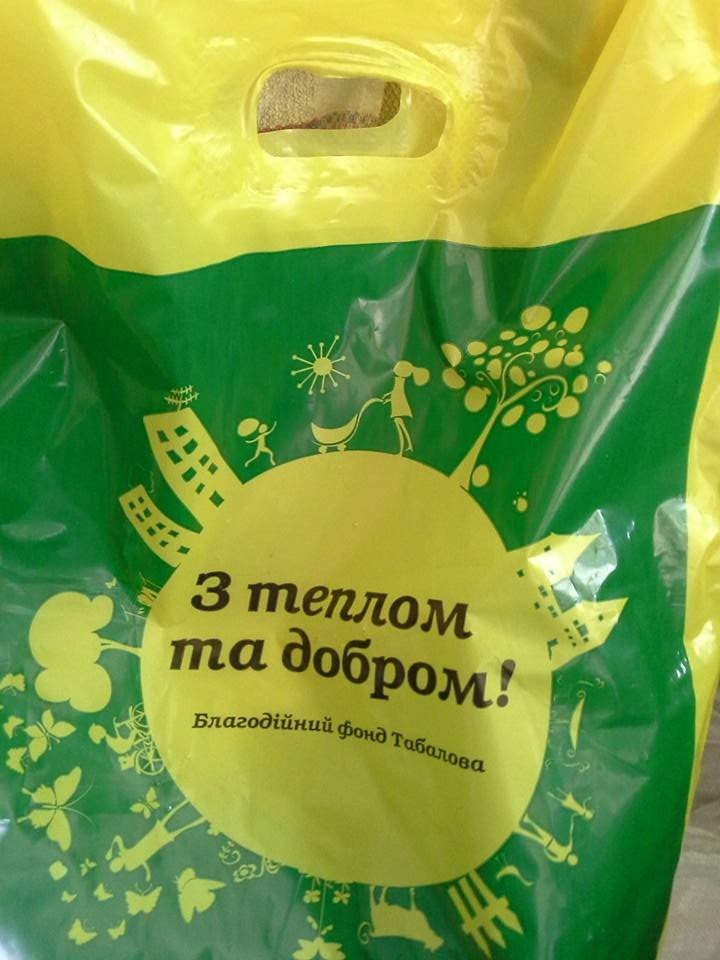 З теплом
та добром!
Благодійний фонд Табалова